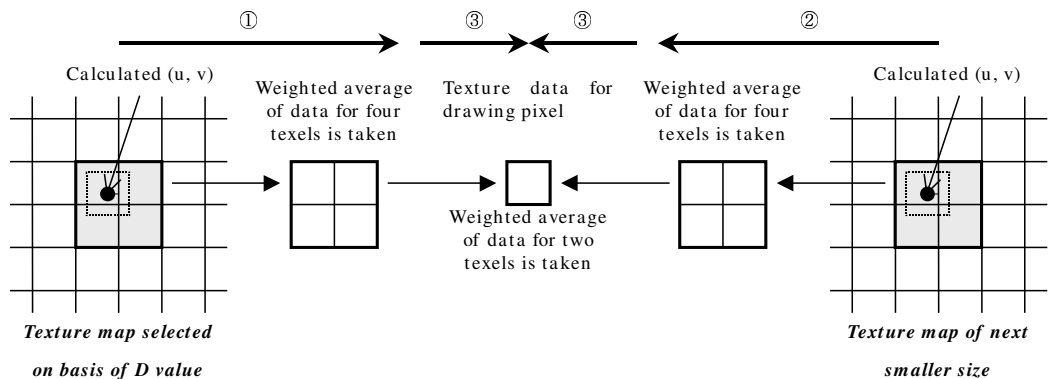 ① ③ ③ ②
Calculated (u, v)
Weighted average
of data for four
texels is taken
Texture data for
drawing pixel
Weighted average
of data for four
texels is taken
Calculated (u, v)
Weighted average
of data for two
texels is taken
Texture map selected
on basis of D value
Texture map of next
smaller size